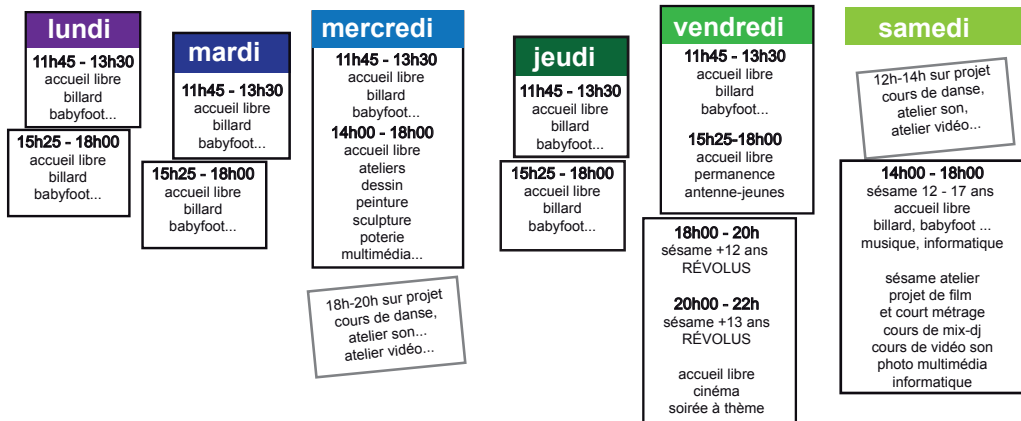 lundi
11h45 - 13h30
accueil libre
billard
babyfoot...
15h25 - 18h00
accueil libre
billard
babyfoot...
mardi
11h45 - 13h30
accueil libre
billard
babyfoot...
15h25 - 18h00
accueil libre
billard
babyfoot...
mercredi
11h45 - 13h30
accueil libre
billard
babyfoot...
14h00 - 18h00
accueil libre
ateliers
dessin
peinture
sculpture
poterie
multimédia...
18h-20h sur projet
cours de danse,
atelier son...
atelier vidéo...
jeudi
11h45 - 13h30
accueil libre
billard
babyfoot...
15h25 - 18h00
accueil libre
billard
babyfoot...
vendredi
11h45 - 13h30
accueil libre
billard
babyfoot...
15h25-18h00
accueil libre
permanence
antenne-jeunes
18h00 - 20h
sésame +12 ans
RÉVOLUS
20h00 - 22h
sésame +13 ans
RÉVOLUS
accueil libre
cinéma
soirée à thème
samedi
12h-14h sur projet
cours de danse,
atelier son,
atelier vidéo...
14h00 - 18h00
sésame 12 - 17 ans
accueil libre
billard, babyfoot ...
musique, informatique
sésame atelier
projet de film
et court métrage
cours de mix-dj
cours de vidéo son
photo multimédia
informatique